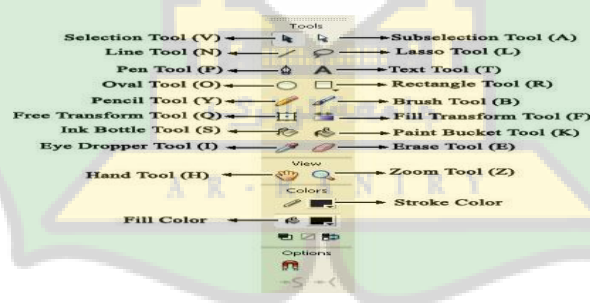 Tools
Selection Tool (V) Subselection Tool (A)
Line Tool (N) Lasso Tool (L)
Pen Tool (P) Text Tool (T)
Oval Tool (O) Rectangle Tool (R)
Pencil Tool (Y) Brush Tool (B)
Free Transform Tool (Q) Fill Transform Tool (F)
Ink Bottle Tool (S) Paint Bucket Tool (K)
Eye Dropper Tool (I) Erase Tool (E)
View
Hand Tool (H) Zoom Tool (Z)
Colors
Stroke Color
Fill Color
Options